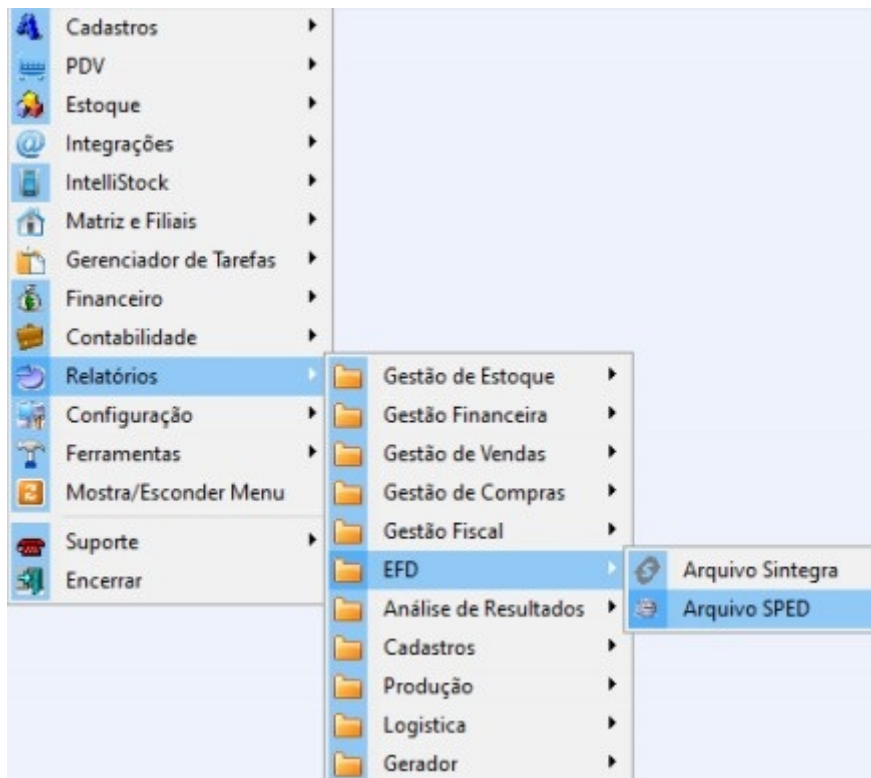 Cadastros
PDV
Estoque
Integrações
IntelliStock
Matriz e Filiais
Gerenciador de Tarefas
Financeiro
Contabilidade
Relatórios
Configuração
Ferramentas
Mostra/Esconder Menu
Suporte
Encerrar
Gestão de Estoque
Gestão Financeira
Gestão de Vendas
Gestão de Compras
Gestão Fiscal
EFD
Análise de Resultados
Cadastros
Produção
Logistica
Gerador
Arquivo Sintegra
Arquivo SPED